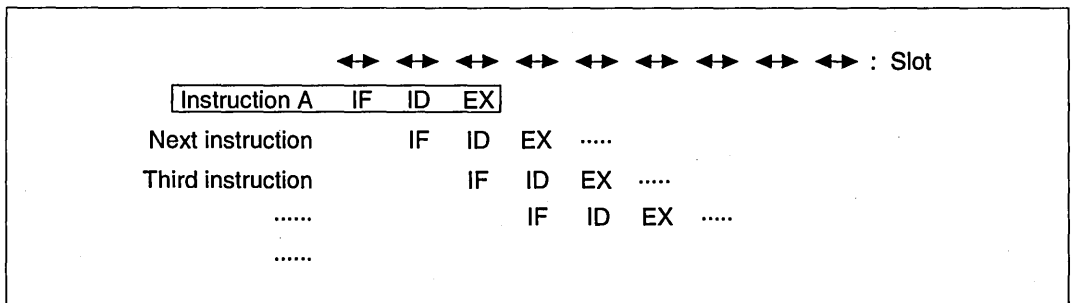 : Slot
Instruction A IF ID EX
Next instruction IF ID EX .....
Third instruction IF ID EX .....
...... IF ID EX .....
......